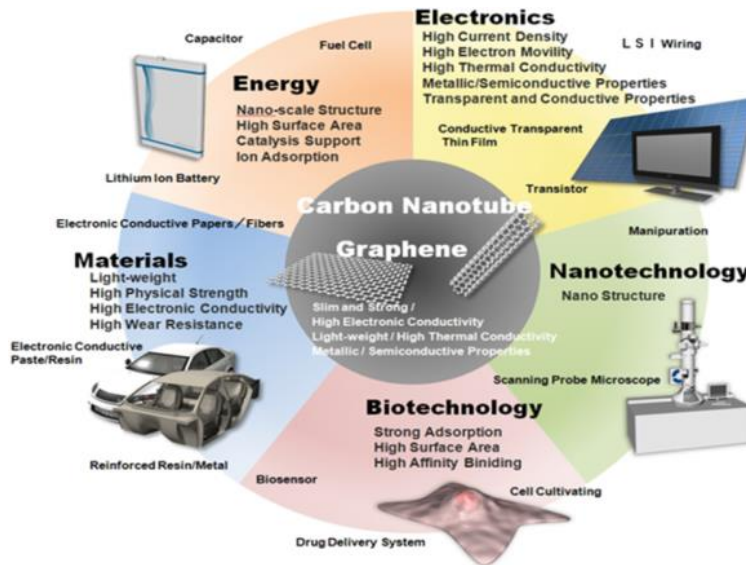 Electronics
High Current Density
High Electron Movility
High Thermal Conductivity
Metallic/Semiconductive Properties
Transparent and Conductive Properties
LSI Wiring
Conductive Transparent
Thin Film
Transistor
Capacitor
Fuel Cell
Energy
Nano-scale Structure
High Surface Area
Catalysis Support
Ion Adsorption
Lithium Ion Battery
Carbon Nanotube
Graphene
Slim and Strong /
High Electronic Conductivity
Light-weight / High Thermal Conductivity
Metallic / Semiconductive Properties
Electronic Conductive Papers／Fibers
Materials
Light-weight
High Physical Strength
High Electronic Conductivity
High Wear Resistance
Electronic Conductive
Paste/Resin
Reinforced Resin/Metal
Manipuration
Nanotechnology
Nano Structure
Scanning Probe Microscope
Biotechnology
Strong Adsorption
High Surface Area
High Affinity Biniding
Biosensor
Cell Cultivating
Drug Delivery System